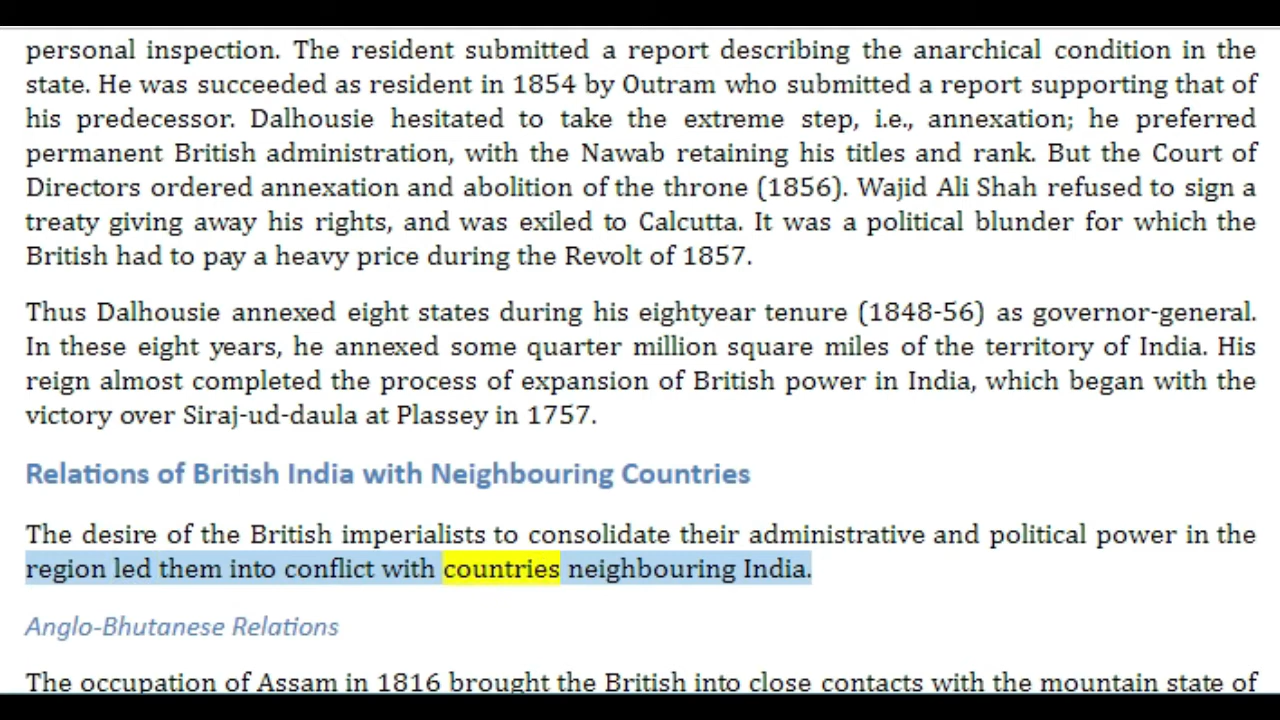 personal inspection. The resident submitted a report describing the anarchical condition in the
state. He was succeeded as resident in 1854 by Outram who submitted a report supporting that of
his predecessor. Dalhousie hesitated to take the extreme step, i.e., annexation; he preferred
permanent British administration, with the Nawab retaining his titles and rank. But the Court of
Directors ordered annexation and abolition of the throne (1856). Wajid Ali Shah refused to sign a
treaty giving away his rights, and was exiled to Calcutta. It was a political blunder for which the
British had to pay a heavy price during the Revolt of 1857.
Thus Dalhousie annexed eight states during his eightyear tenure (1848-56) as governor-general.
In these eight years, he annexed some quarter million square miles of the territory of India. His
reign almost completed the process of expansion of British power in India, which began with the
victory over Siraj-ud-daula at Plassey in 1757.
Relations of British India with Neighbouring Countries
The desire of the British imperialists to consolidate their administrative and political power in the
region led them into conflict with countries neighbouring India.
Anglo-Bhutanese Relations
The occupation of Assam in 1816 brought the British into close contacts with the mountain state of